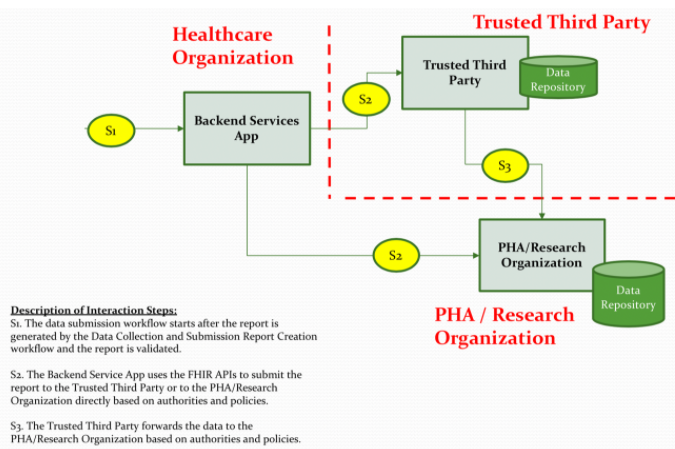 Trusted Third Party
Healthcare
Organization
Trusted Third
Party
Data
Repository
S2
Backend Services
App
S1
S3
PHA/Research
Organization
S2
Data
Repository
PHA / Research
Organization
Description of Interaction Steps:
S1. The data submission workflow starts after the report is
generated by the Data Collection and Submission Report Creation
workflow and the report is validated.
S2. The Backend Service App uses the FHIR APIs to submit the
report to the Trusted Third Party or to the PHA/Research
Organization directly based on authorities and policies.
S3. The Trusted Third Party forwards the data to the
PHA/Research Organization based on authorities and policies.